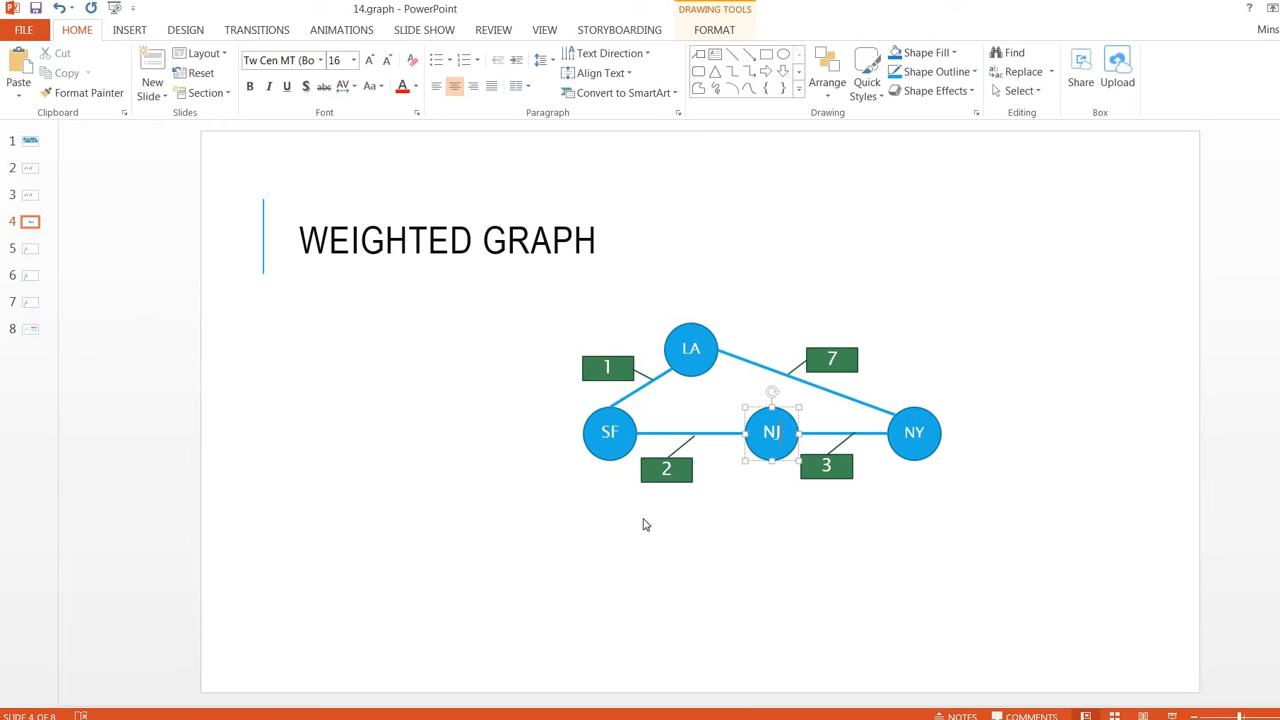 14.graph - PowerPoint
DRAWING TOOLS
?
FILE
HOME
INSERT
DESIGN
TRANSITIONS
ANIMATIONS
SLIDE SHOW
REVIEW
VIEW
STORYBOARDING
FORMAT
Mins
Paste
Cut
Copy
Format Painter
Clipboard
New
Slide
Layout
Reset
Section
Slides
Tw Cen MT (Bo
16
B I U S abc AV Aa A
Font
Text Direction
Align Text
Convert to SmartArt
Paragraph
Arrange
Quick
Styles
Shape Fill
Shape Outline
Shape Effects
Drawing
Find
Replace
Select
Editing
Share
Upload
Box
1
2
3
4
5
6
7
8
WEIGHTED GRAPH
LA
1
7
SF
NJ
NY
2
3
SLIDE 4 OF 8
NOTES
COMMENTS